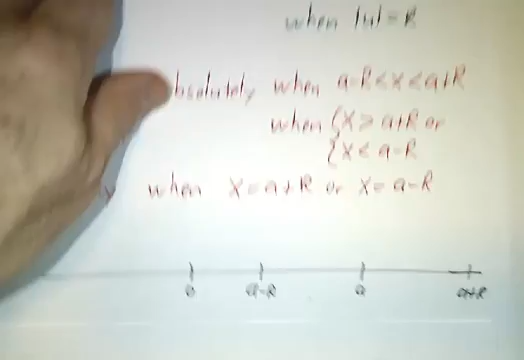 when |u| = R
bsolutely when a-R < x < a+R
when { x > a+R or
{ x < a-R
when x = a+R or x = a-R
0 a-R a a+R